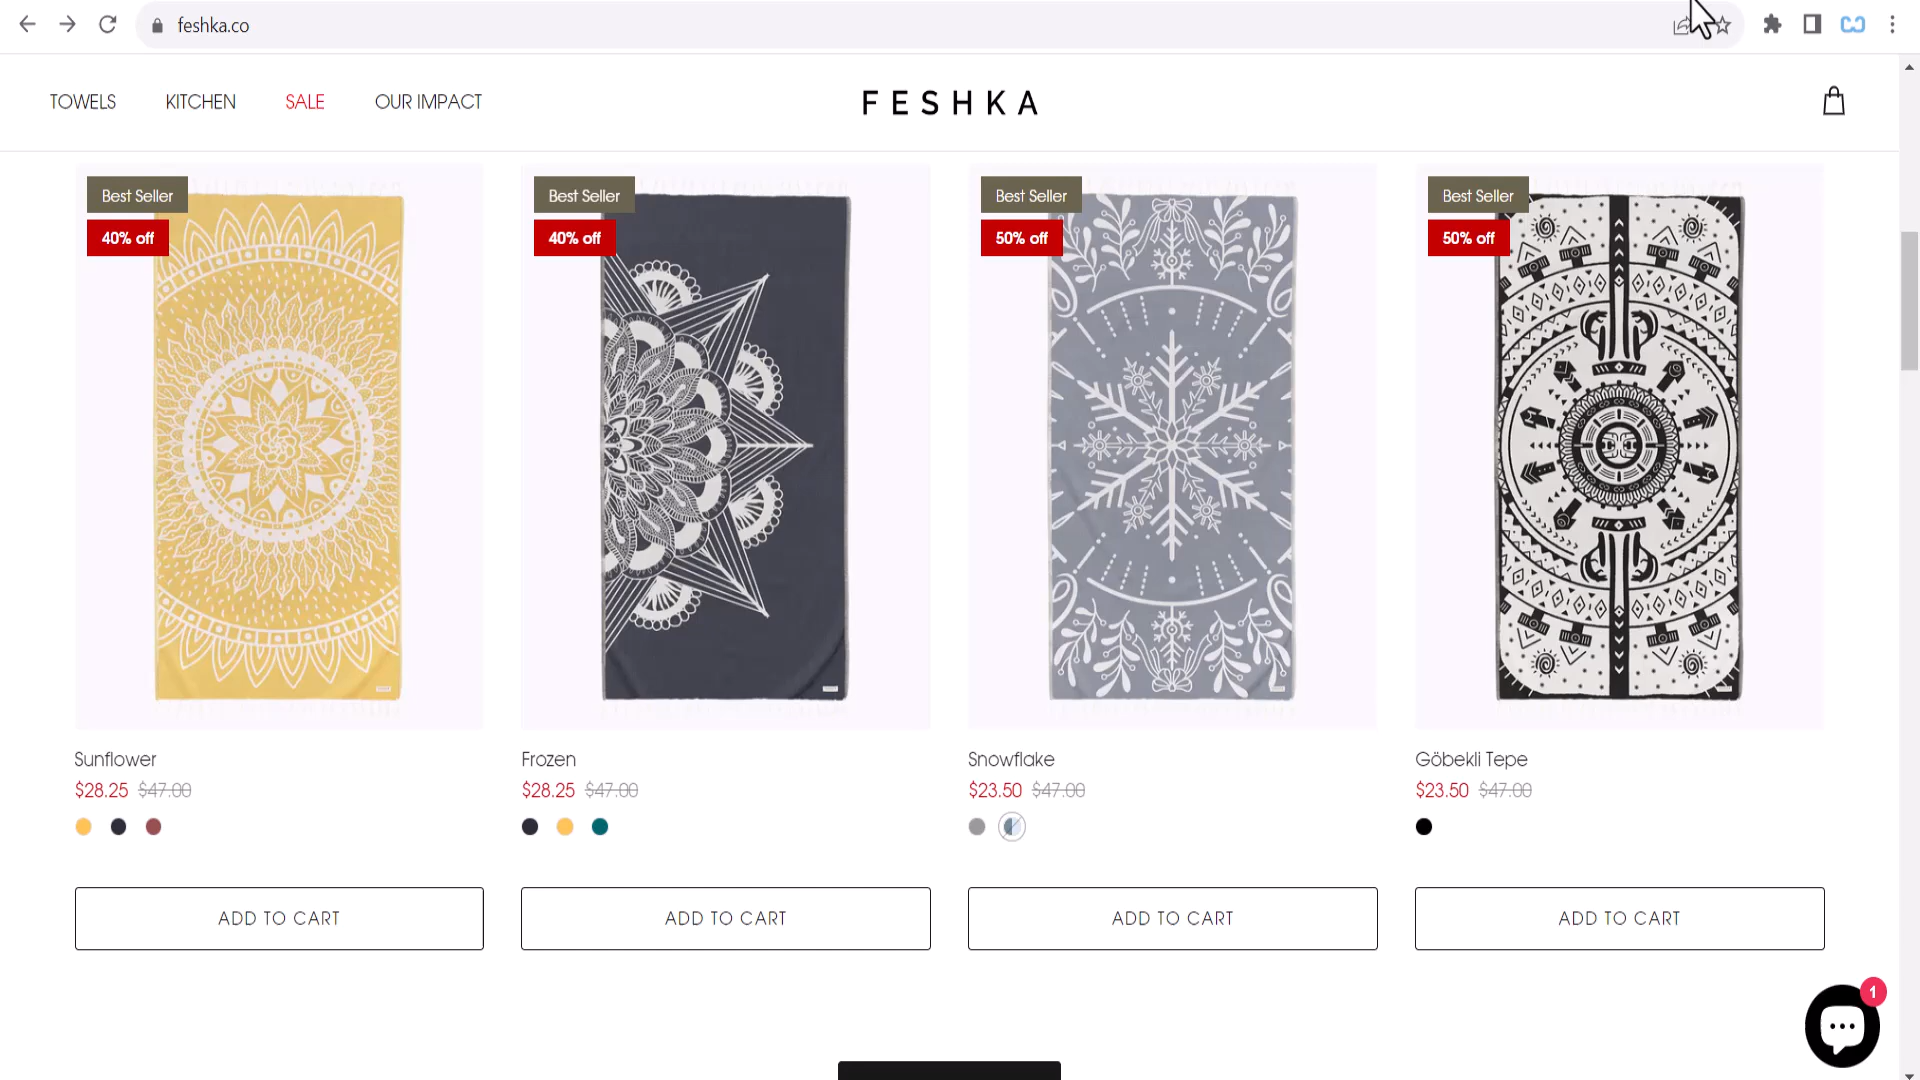 feshka.co
TOWELS KITCHEN SALE OUR IMPACT FESHKA
Best Seller Best Seller Best Seller Best Seller
40% off 40% off 50% off 50% off
Sunflower Frozen Snowflake Göbekli Tepe
$28.25 $47.00 $28.25 $47.00 $23.50 $47.00 $23.50 $47.00
ADD TO CART ADD TO CART ADD TO CART ADD TO CART
1